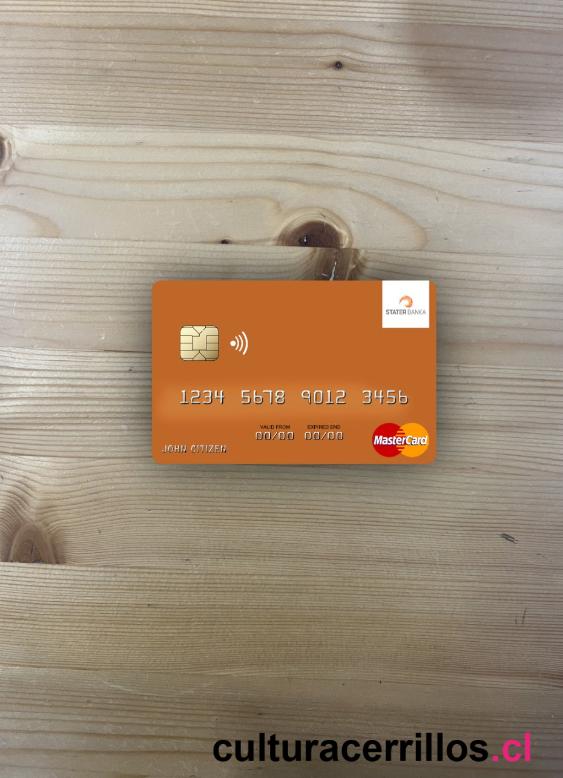 STATER BANKA
1234 5678 9012 3456
VALID FROM EXPIRED END
00/00 00/00
JOHN CITIZEN
MasterCard
culturacerrillos.cl